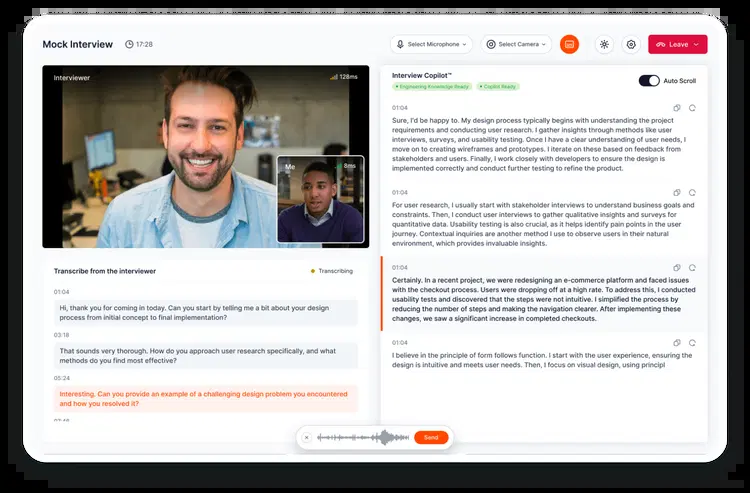 Mock Interview
17:28
Select Microphone
Select Camera
Leave
Interviewer
128ms
Me
8ms
Transcribe from the interviewer
Transcribing
01:04
Hi, thank you for coming in today. Can you start by telling me a bit about your design
process from initial concept to final implementation?
03:18
That sounds very thorough. How do you approach user research specifically, and what
methods do you find most effective?
05:24
Interesting. Can you provide an example of a challenging design problem you encountered
and how you resolved it?
Interview Copilot™
Engineering Knowledge Ready
Copilot Ready
Auto Scroll
01:04
Sure, I'd be happy to. My design process typically begins with understanding the project
requirements and conducting user research. I gather insights through methods like user
interviews, surveys, and usability testing. Once I have a clear understanding of user needs, I
move on to creating wireframes and prototypes. I iterate on these based on feedback from
stakeholders and users. Finally, I work closely with developers to ensure the design is
implemented correctly and conduct further testing to refine the product.
01:04
For user research, I usually start with stakeholder interviews to understand business goals and
constraints. Then, I conduct user interviews to gather qualitative insights and surveys for
quantitative data. Usability testing is also crucial, as it helps identify pain points in the user
journey. Contextual inquiries are another method I use to observe users in their natural
environment, which provides invaluable insights.
01:04
Certainly. In a recent project, we were redesigning an e-commerce platform and faced issues
with the checkout process. Users were dropping off at a high rate. To address this, I conducted
usability tests and discovered that the steps were not intuitive. I simplified the process by
reducing the number of steps and making the navigation clearer. After implementing these
changes, we saw a significant increase in completed checkouts.
01:04
I believe in the principle of form follows function. I start with the user experience, ensuring the
design is intuitive and meets user needs. Then, I focus on visual design, using principl
Send